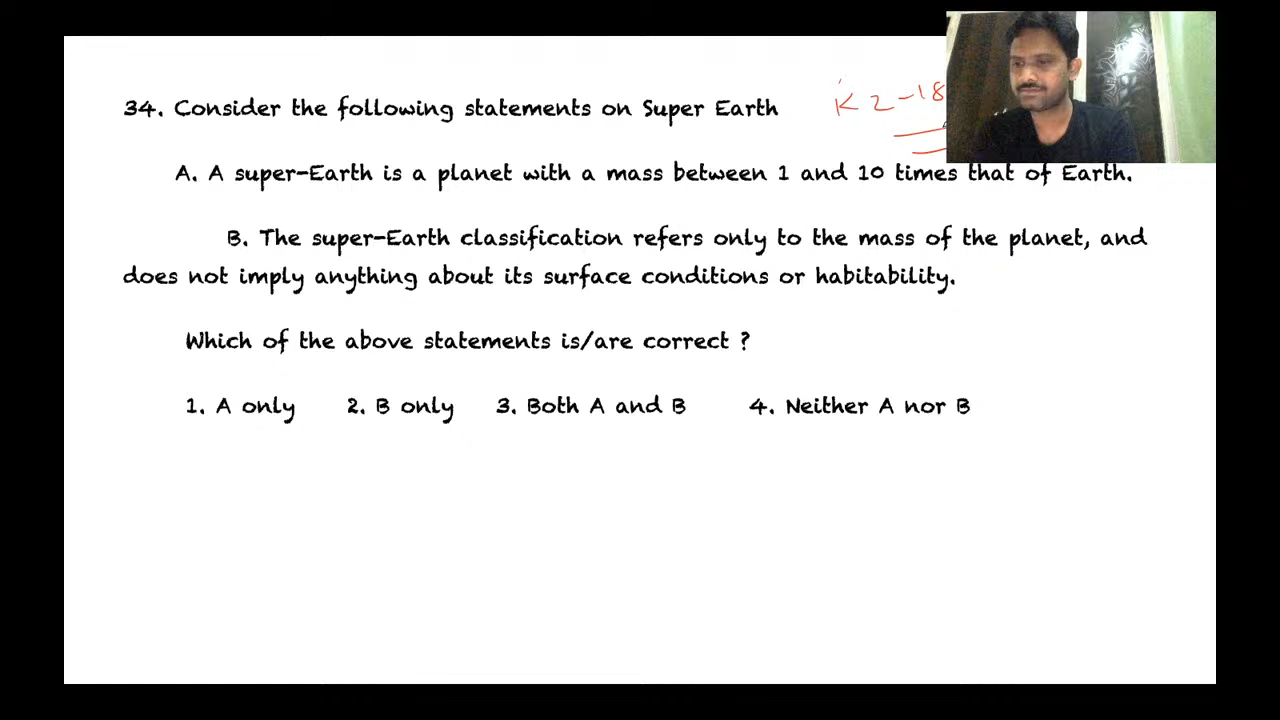 34. Consider the following statements on Super Earth
K2-18
A. A super-Earth is a planet with a mass between 1 and 10 times that of Earth.
B. The super-Earth classification refers only to the mass of the planet, and
does not imply anything about its surface conditions or habitability.
Which of the above statements is/are correct ?
1. A only 2. B only 3. Both A and B 4. Neither A nor B